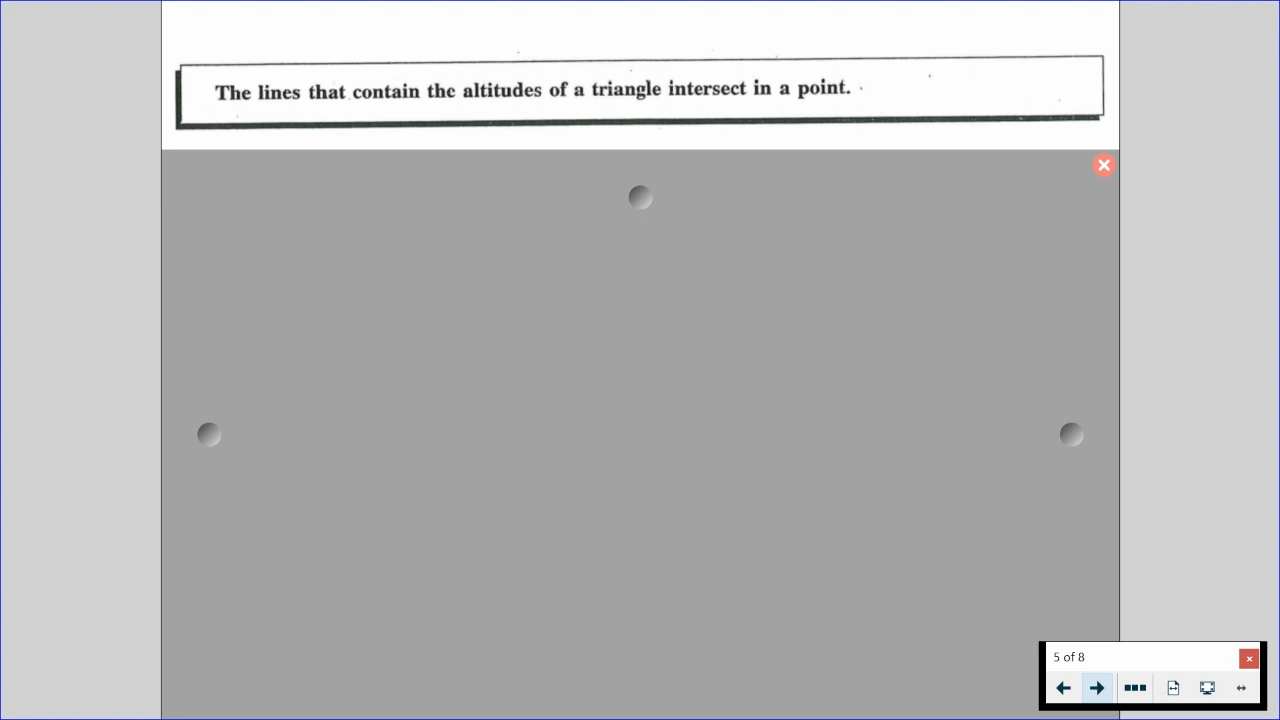 The lines that contain the altitudes of a triangle intersect in a point.
5 of 8